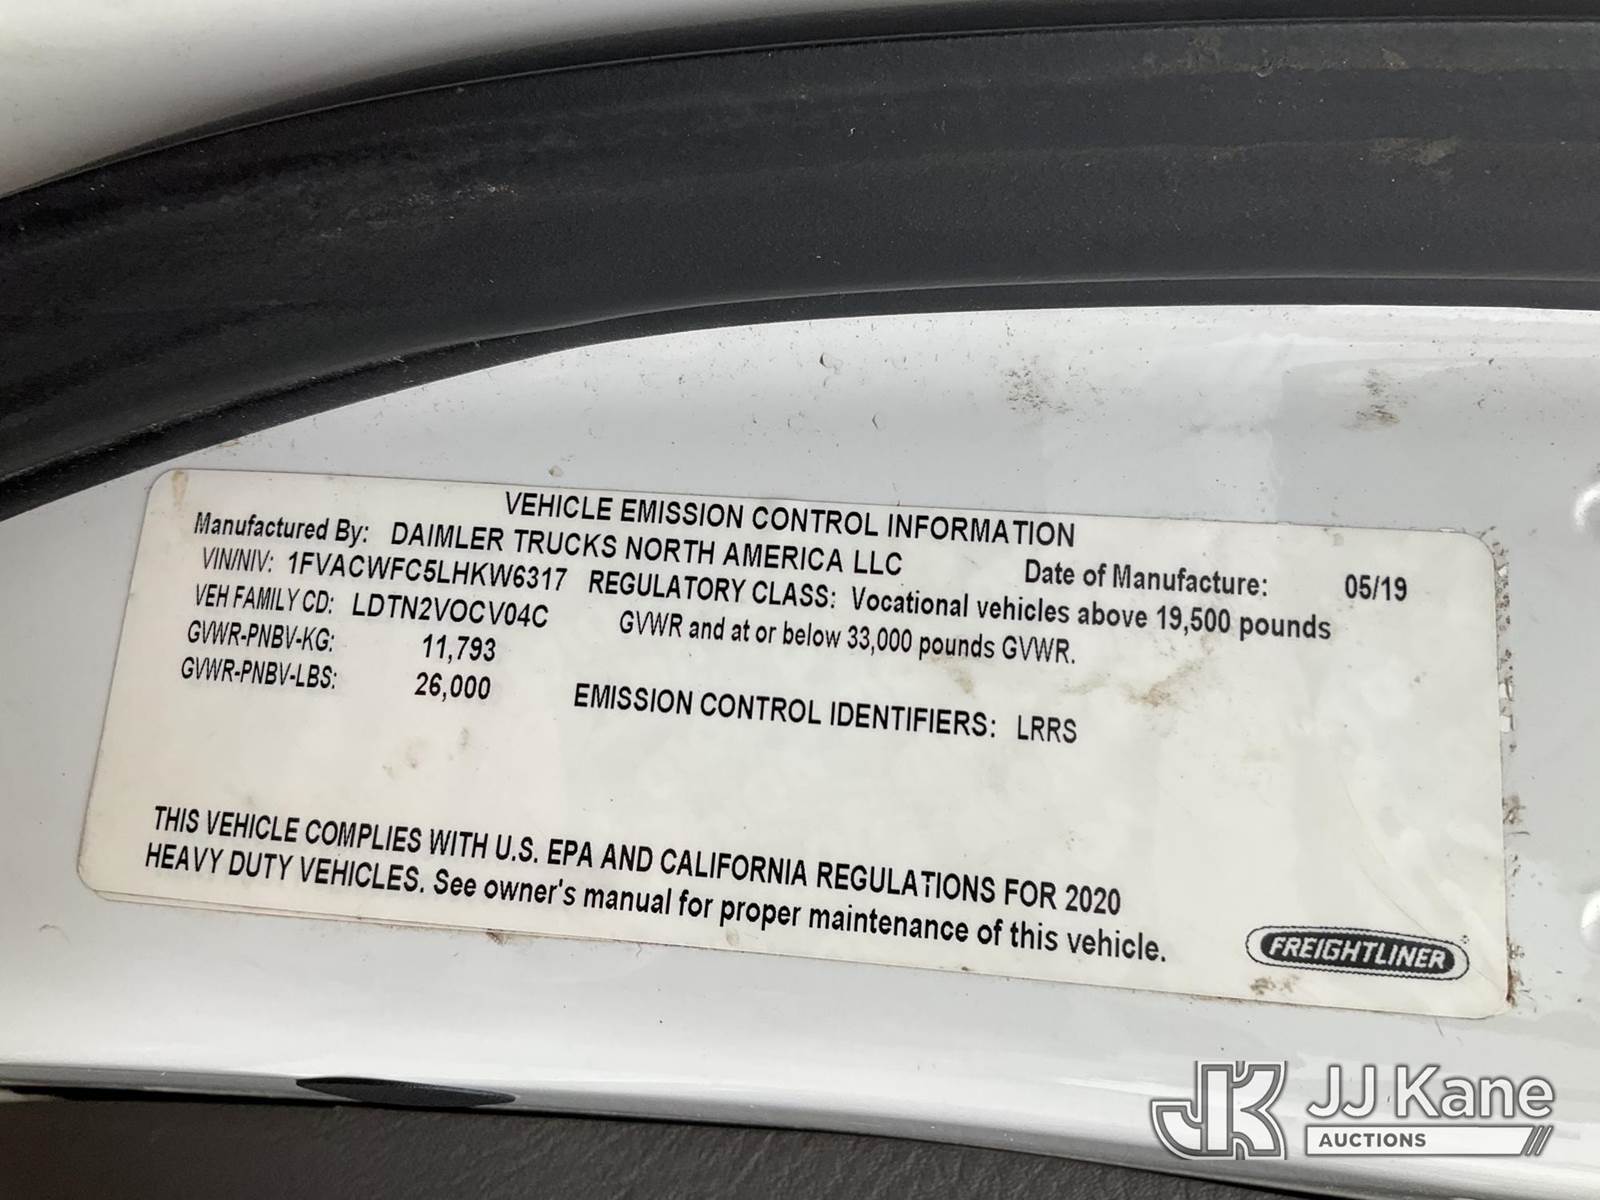 VEHICLE EMISSION CONTROL INFORMATION
Manufactured By: DAIMLER TRUCKS NORTH AMERICA LLC
Date of Manufacture: 05/19
VIN/NIV: 1FVACWFC5LHKW6317 REGULATORY CLASS: Vocational vehicles above 19,500 pounds
VEH FAMILY CD: LDTN2VOCV04C GVWR and at or below 33,000 pounds GVWR.
GVWR-PNBV-KG: 11,793
GVWR-PNBV-LBS: 26,000
EMISSION CONTROL IDENTIFIERS: LRRS
THIS VEHICLE COMPLIES WITH U.S. EPA AND CALIFORNIA REGULATIONS FOR 2020
HEAVY DUTY VEHICLES. See owner's manual for proper maintenance of this vehicle.
FREIGHTLINER
JK JJ Kane
AUCTIONS